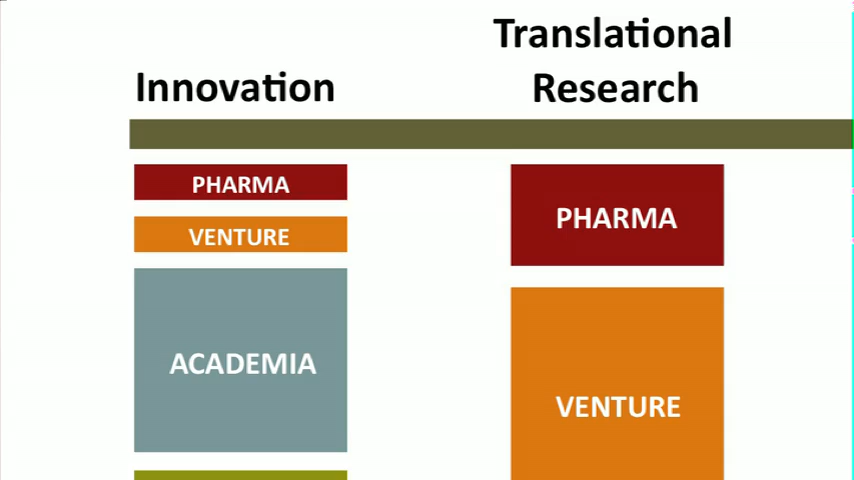 Translational
Research
Innovation
PHARMA
VENTURE
ACADEMIA
PHARMA
VENTURE